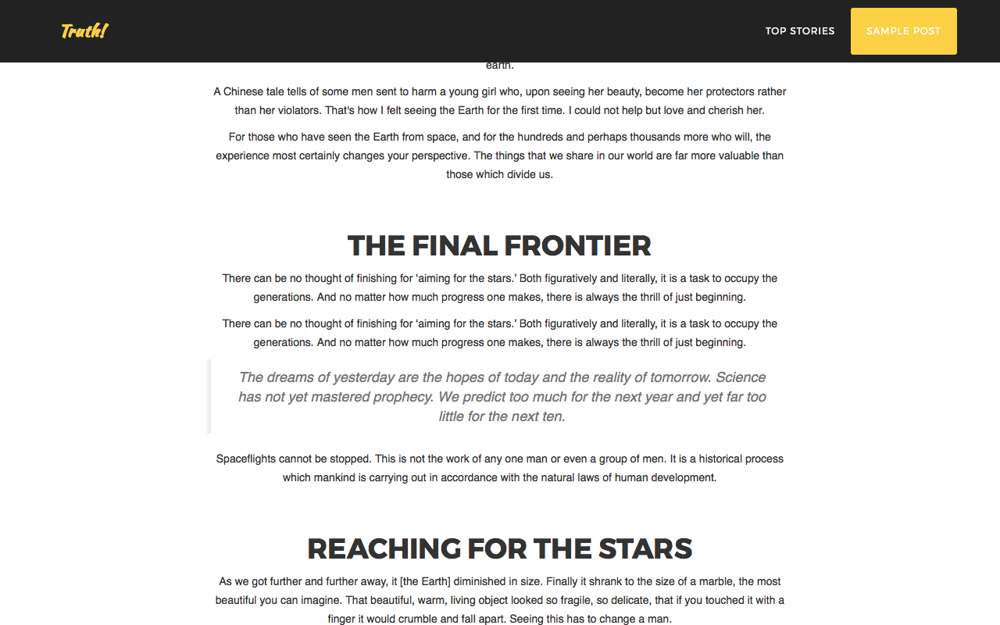 Truth!
TOP STORIES
SAMPLE POST
earth.
A Chinese tale tells of some men sent to harm a young girl who, upon seeing her beauty, become her protectors rather
than her violators. That's how I felt seeing the Earth for the first time. I could not help but love and cherish her.
For those who have seen the Earth from space, and for the hundreds and perhaps thousands more who will, the
experience most certainly changes your perspective. The things that we share in our world are far more valuable than
those which divide us.
THE FINAL FRONTIER
There can be no thought of finishing for ‘aiming for the stars.’ Both figuratively and literally, it is a task to occupy the
generations. And no matter how much progress one makes, there is always the thrill of just beginning.
There can be no thought of finishing for ‘aiming for the stars.’ Both figuratively and literally, it is a task to occupy the
generations. And no matter how much progress one makes, there is always the thrill of just beginning.
The dreams of yesterday are the hopes of today and the reality of tomorrow. Science
has not yet mastered prophecy. We predict too much for the next year and yet far too
little for the next ten.
Spaceflights cannot be stopped. This is not the work of any one man or even a group of men. It is a historical process
which mankind is carrying out in accordance with the natural laws of human development.
REACHING FOR THE STARS
As we got further and further away, it [the Earth] diminished in size. Finally it shrank to the size of a marble, the most
beautiful you can imagine. That beautiful, warm, living object looked so fragile, so delicate, that if you touched it with a
finger it would crumble and fall apart. Seeing this has to change a man.